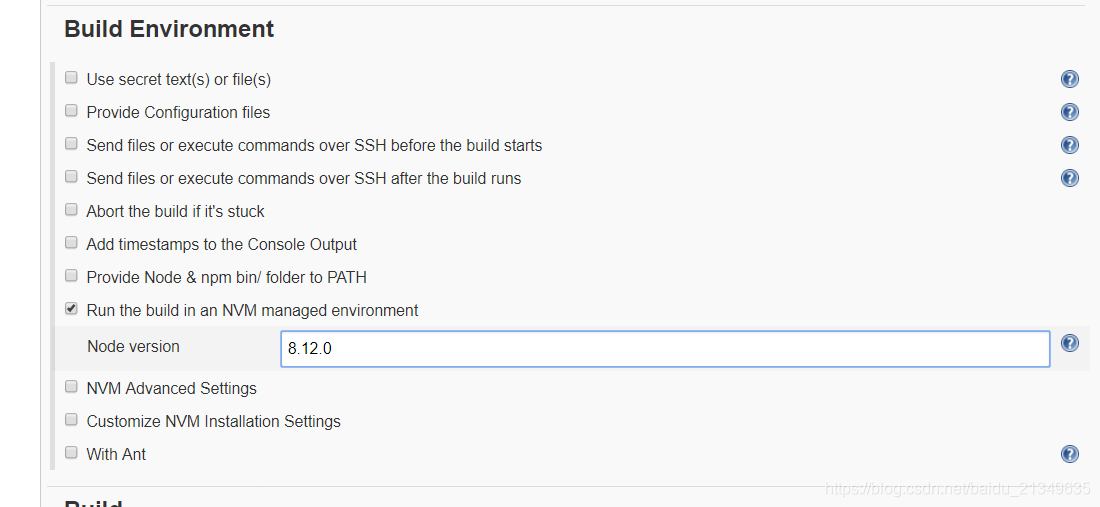 Build Environment
Use secret text(s) or file(s)
Provide Configuration files
Send files or execute commands over SSH before the build starts
Send files or execute commands over SSH after the build runs
Abort the build if it's stuck
Add timestamps to the Console Output
Provide Node & npm bin/ folder to PATH
Run the build in an NVM managed environment
Node version 8.12.0
NVM Advanced Settings
Customize NVM Installation Settings
With Ant
https://blog.csdn.net/baidu_21349635
Build